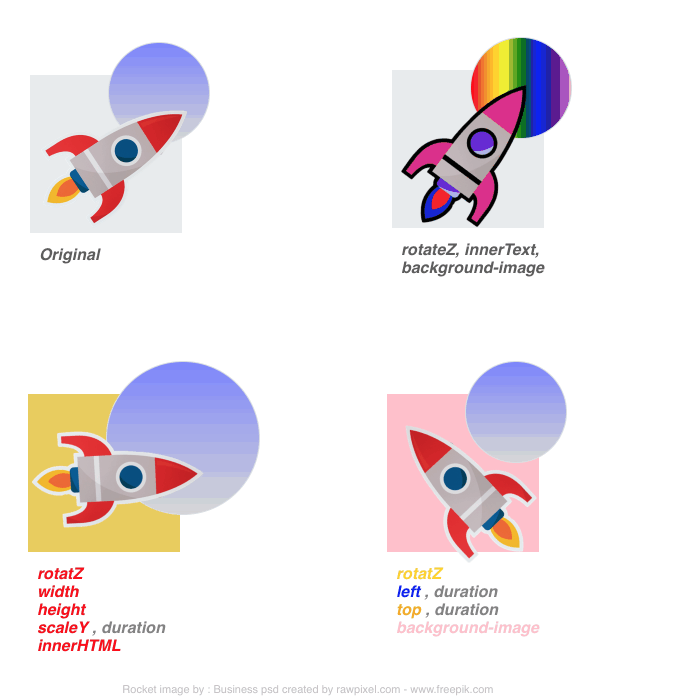 Original
rotateZ, innerText,
background-image
rotatZ
width
height
scaleY , duration
innerHTML
rotatZ
left , duration
top , duration
background-image
Rocket image by : Business psd created by rawpixel.com - www.freepik.com